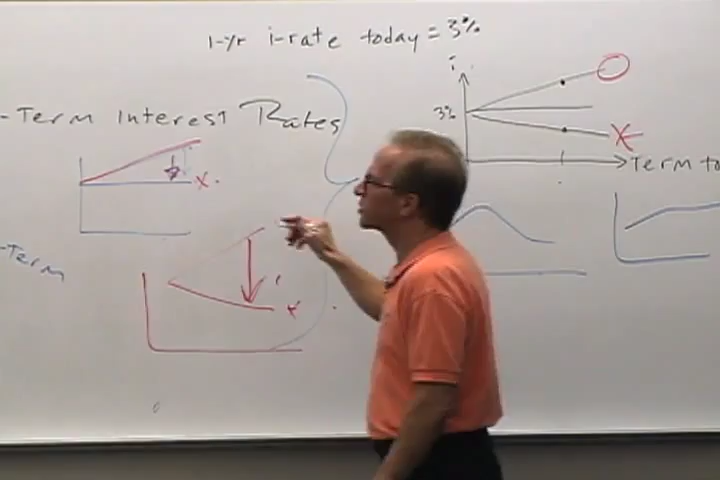 1-yr i-rate today = 3%
i
3%
-Term Interest Rates
X
Term to
X
-Term
X